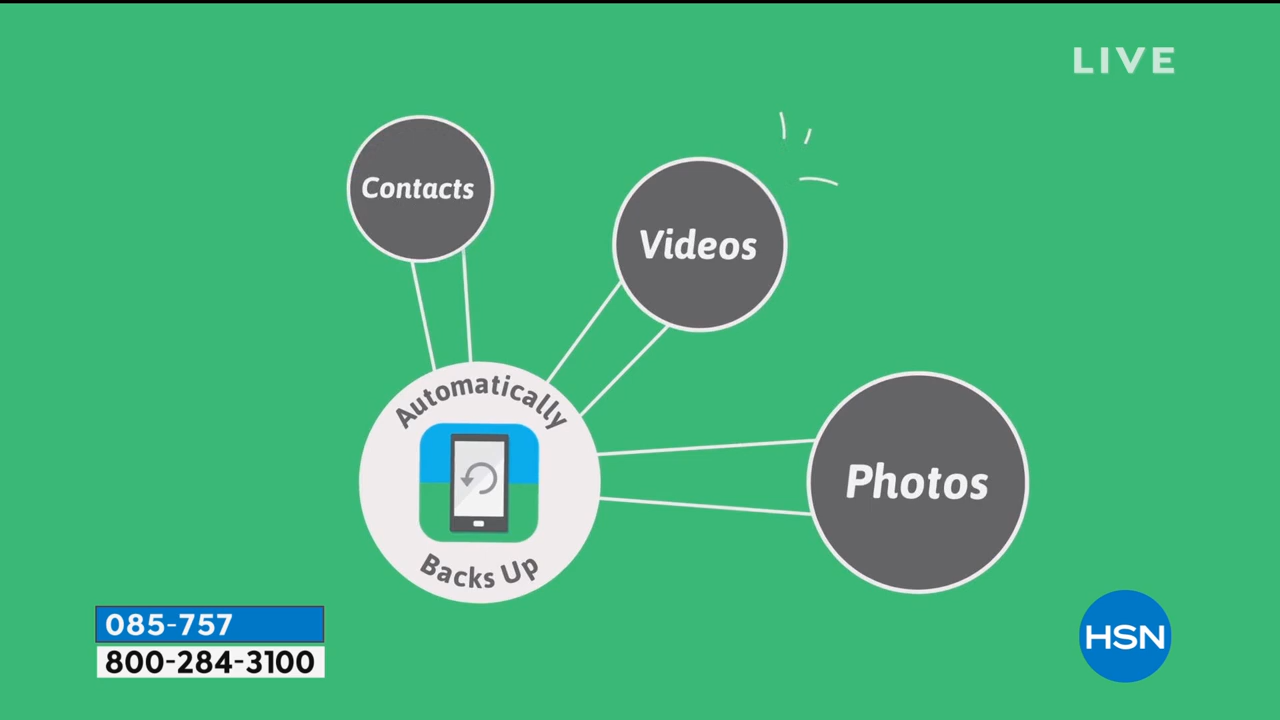 LIVE
Contacts
Videos
Automatically
Photos
Backs Up
085-757
800-284-3100
HSN